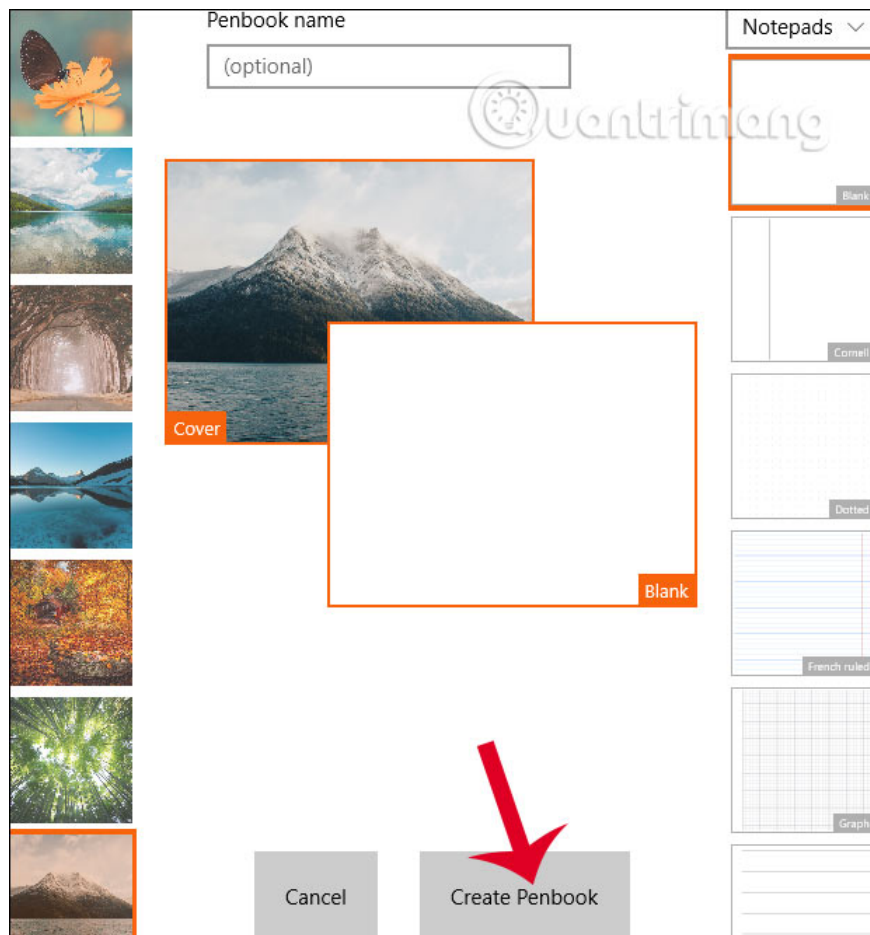 Penbook name
(optional)
Notepads
Quantrimang
Blank
Cornell
Cover
Dotted
Blank
French ruled
Graph
Cancel
Create Penbook